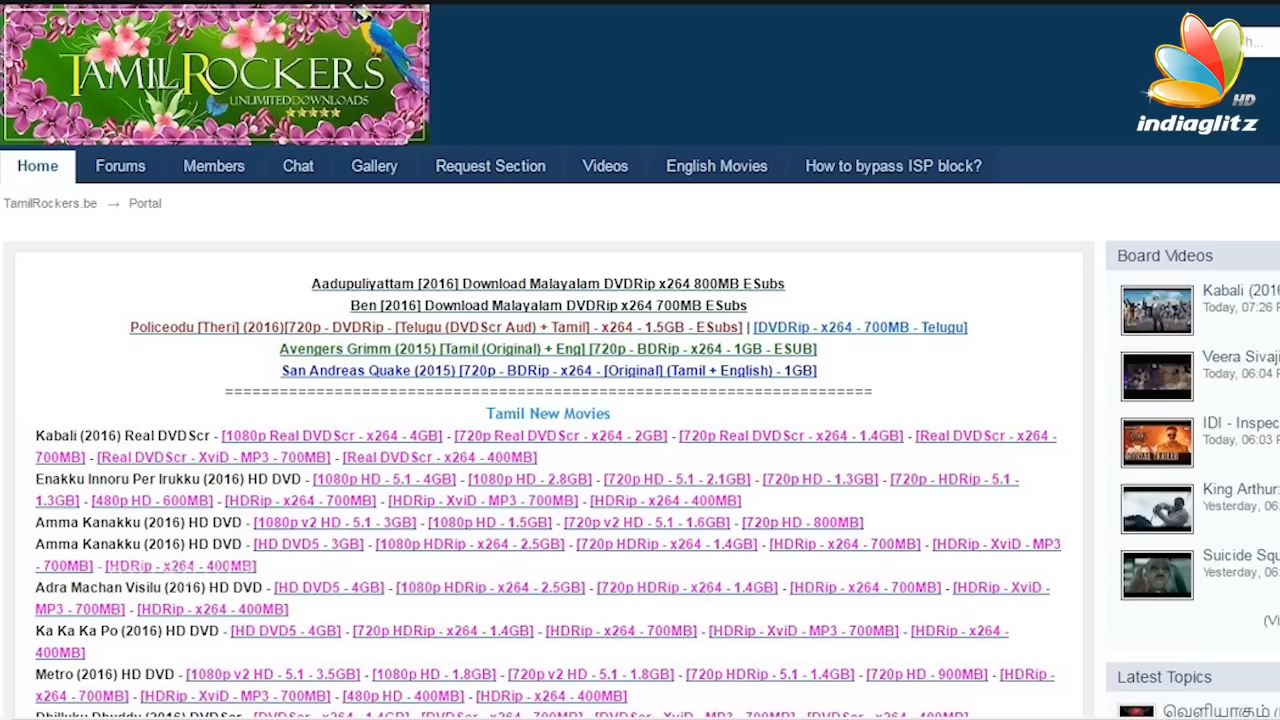 TAMILROCKERS
UNLIMITEDDOWNLOADS
HD
indiaglitz
Home Forums Members Chat Gallery Request Section Videos English Movies How to bypass ISP block?
TamilRockers.be → Portal
Aadupuliyattam [2016] Download Malayalam DVDRip x264 800MB ESubs
Ben [2016] Download Malayalam DVDRip x264 700MB ESubs
Policeodu [Theri] (2016)[720p - DVDRip - [Telugu (DVDScr Aud) + Tamil] - x264 - 1.5GB - ESubs] | [DVDRip - x264 - 700MB - Telugu]
Avengers Grimm (2015) [Tamil (Original) + Eng] [720p - BDRip - x264 - 1GB - ESUB]
San Andreas Quake (2015) [720p - BDRip - x264 - [Original] (Tamil + English) - 1GB]
Tamil New Movies
Kabali (2016) Real DVDScr - [1080p Real DVDScr - x264 - 4GB] - [720p Real DVDScr - x264 - 2GB] - [720p Real DVDScr - x264 - 1.4GB] - [Real DVDScr - x264 -
700MB] - [Real DVDScr - XviD - MP3 - 700MB] - [Real DVDScr - x264 - 400MB]
Enakku Innoru Per Irukku (2016) HD DVD - [1080p HD - 5.1 - 4GB] - [1080p HD - 2.8GB] - [720p HD - 5.1 - 2.1GB] - [720p HD - 1.3GB] - [720p - HDRip - 5.1 -
1.3GB] - [480p HD - 600MB] - [HDRip - x264 - 700MB] - [HDRip - XviD - MP3 - 700MB] - [HDRip - x264 - 400MB]
Amma Kanakku (2016) HD DVD - [1080p v2 HD - 5.1 - 3GB] - [1080p HD - 1.5GB] - [720p v2 HD - 5.1 - 1.6GB] - [720p HD - 800MB]
Amma Kanakku (2016) HD DVD - [HD DVD5 - 3GB] - [1080p HDRip - x264 - 2.5GB] - [720p HDRip - x264 - 1.4GB] - [HDRip - x264 - 700MB] - [HDRip - XviD - MP3
- 700MB] - [HDRip - x264 - 400MB]
Adra Machan Visilu (2016) HD DVD - [HD DVD5 - 4GB] - [1080p HDRip - x264 - 2.5GB] - [720p HDRip - x264 - 1.4GB] - [HDRip - x264 - 700MB] - [HDRip - XviD -
MP3 - 700MB] - [HDRip - x264 - 400MB]
Ka Ka Ka Po (2016) HD DVD - [HD DVD5 - 4GB] - [720p HDRip - x264 - 1.4GB] - [HDRip - x264 - 700MB] - [HDRip - XviD - MP3 - 700MB] - [HDRip - x264 -
400MB]
Metro (2016) HD DVD - [1080p v2 HD - 5.1 - 3.5GB] - [1080p HD - 1.8GB] - [720p v2 HD - 5.1 - 1.8GB] - [720p HDRip - 5.1 - 1.4GB] - [720p HD - 900MB] - [HDRip -
x264 - 700MB] - [HDRip - XviD - MP3 - 700MB] - [480p HD - 400MB] - [HDRip - x264 - 400MB]
Board Videos
Kabali (2016
Today, 07:26 P
Veera Sivaji
Today, 06:04 P
IDI - Inspec
Today, 06:03 P
King Arthur:
Yesterday, 06:
Suicide Squ
Yesterday, 06:
Latest Topics
வெளியாகம்